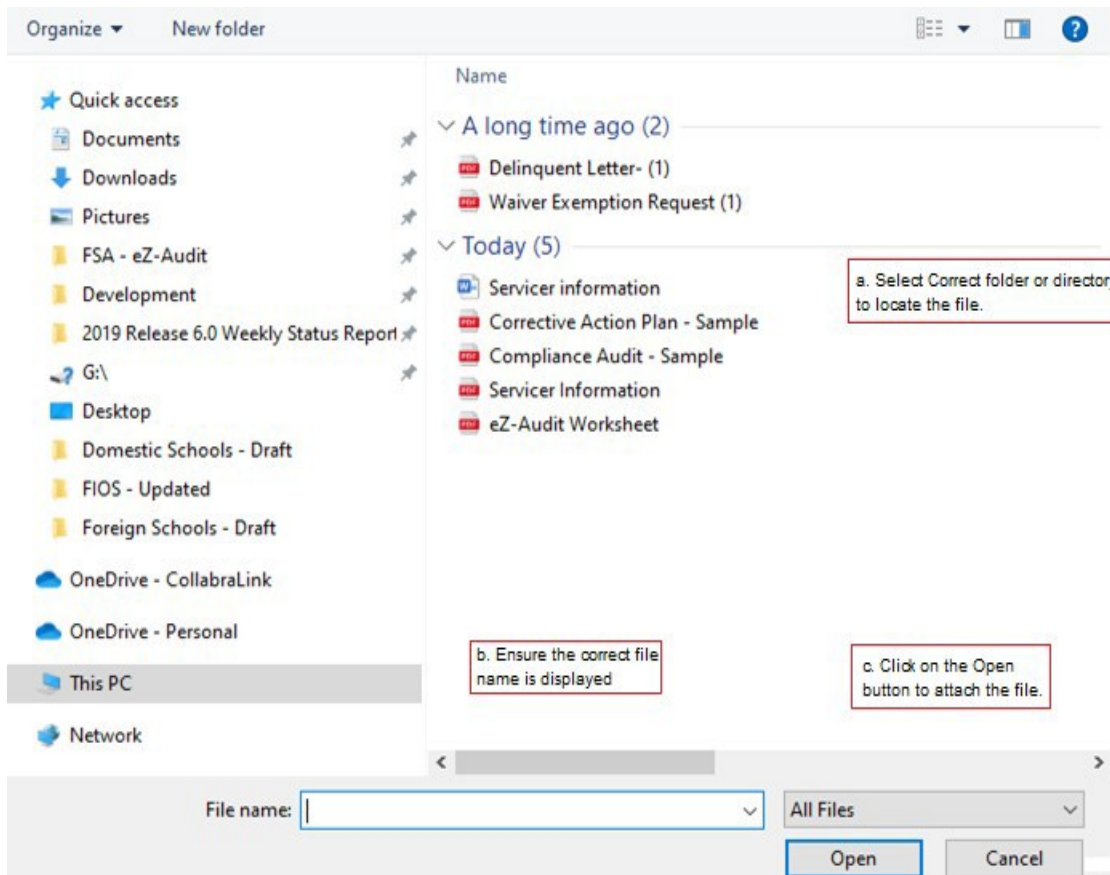 Organize New folder
Name
Quick access
Documents
Downloads
Pictures
FSA - eZ-Audit
Development
2019 Release 6.0 Weekly Status Report
G:\
Desktop
Domestic Schools - Draft
FIOS - Updated
Foreign Schools - Draft
OneDrive - CollabraLink
OneDrive - Personal
This PC
Network
A long time ago (2)
Delinquent Letter- (1)
Waiver Exemption Request (1)
Today (5)
Servicer information
Corrective Action Plan - Sample
Compliance Audit - Sample
Servicer Information
eZ-Audit Worksheet
a. Select Correct folder or directory
to locate the file.
b. Ensure the correct file
name is displayed
c. Click on the Open
button to attach the file.
File name:
All Files
Open Cancel